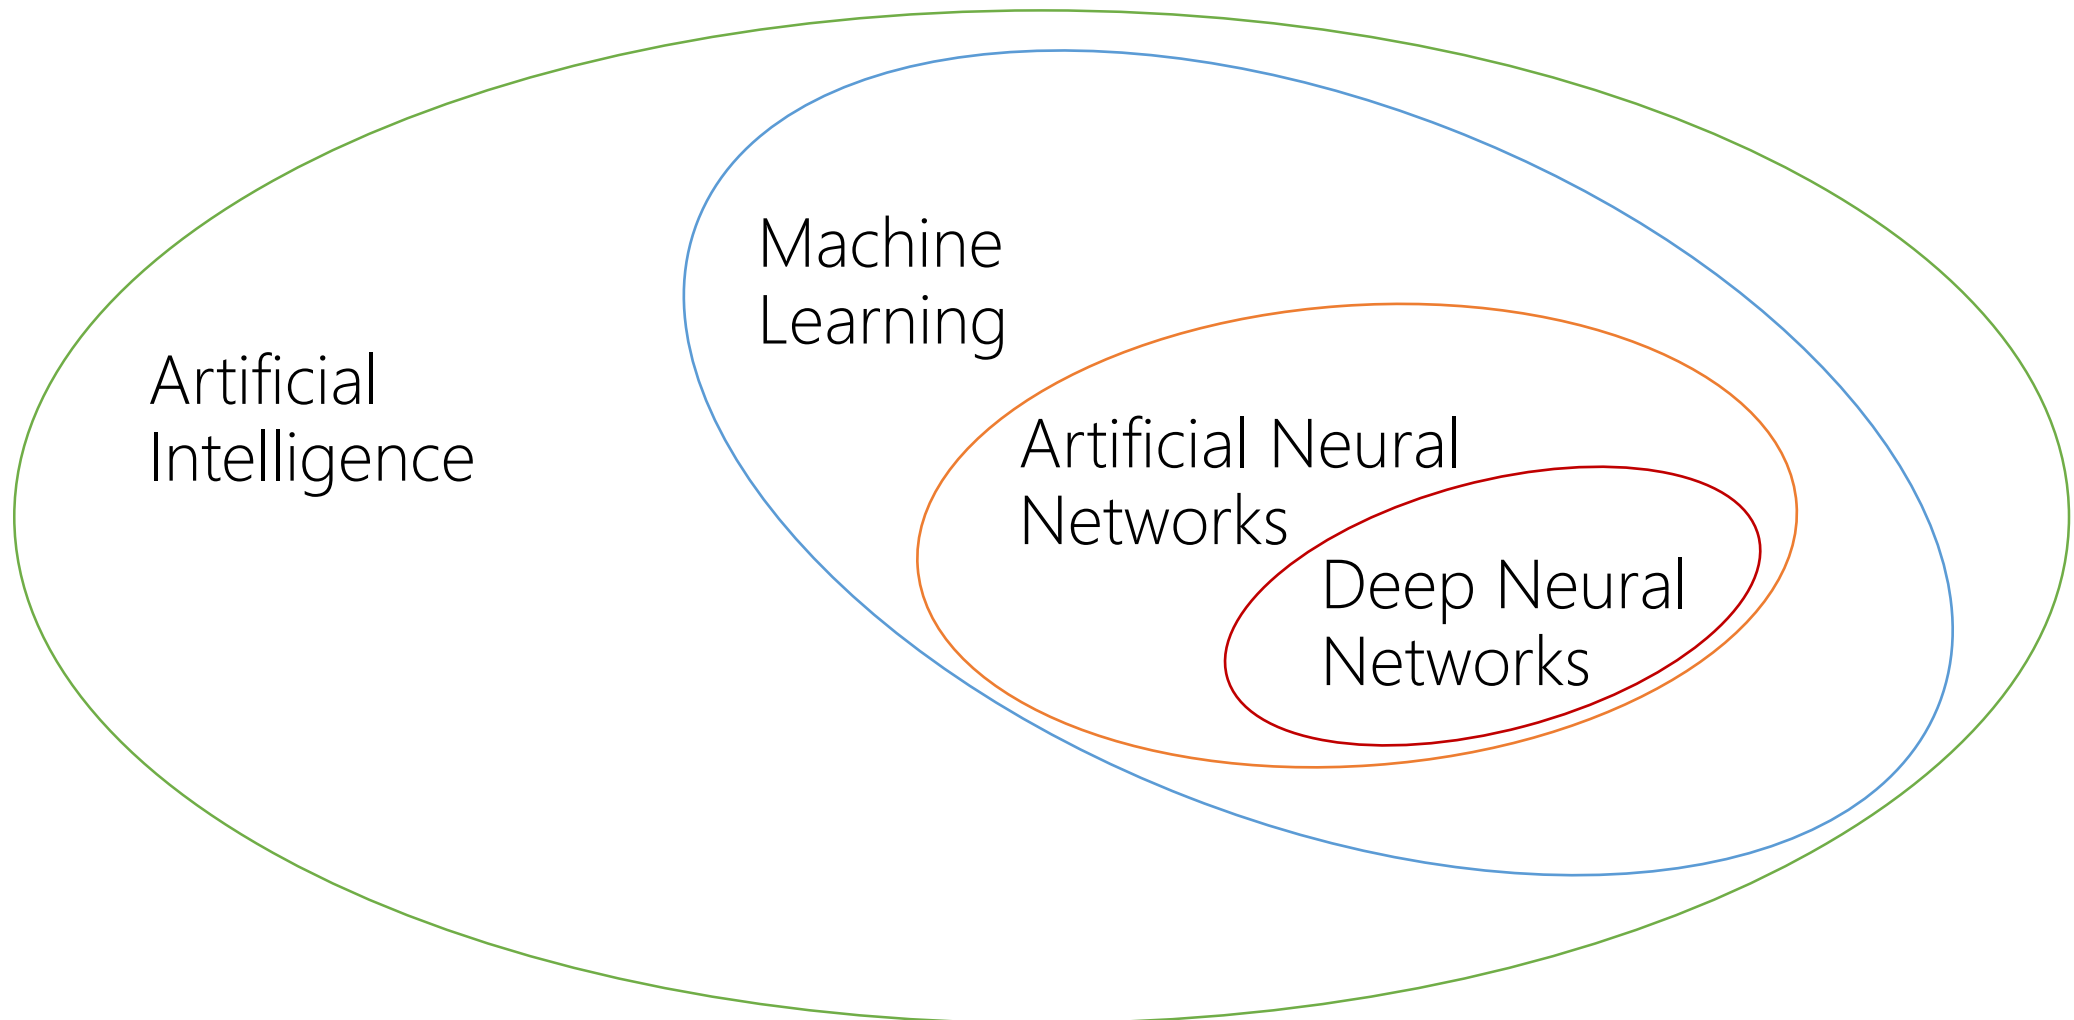 Artificial
Intelligence
Machine
Learning
Artificial Neural
Networks
Deep Neural
Networks